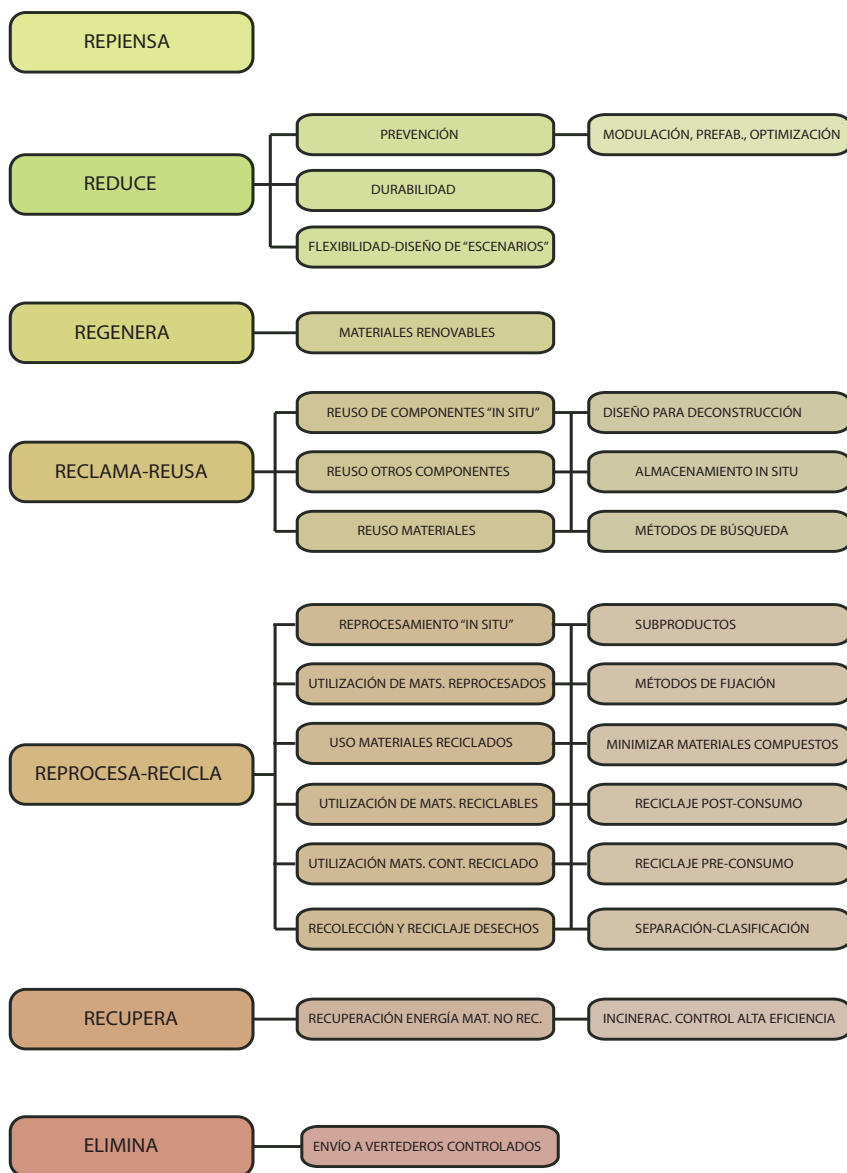 REPIENSA
REDUCE
PREVENCIÓN
MODULACIÓN, PREFAB., OPTIMIZACIÓN
DURABILIDAD
FLEXIBILIDAD-DISEÑO DE “ESCENARIOS”
REGENERA
MATERIALES RENOVABLES
RECLAMA-REUSA
REUSO DE COMPONENTES “IN SITU”
DISEÑO PARA DECONSTRUCCIÓN
REUSO OTROS COMPONENTES
ALMACENAMIENTO IN SITU
REUSO MATERIALES
MÉTODOS DE BÚSQUEDA
REPROCESA-RECICLA
REPROCESAMIENTO “IN SITU”
SUBPRODUCTOS
UTILIZACIÓN DE MATS. REPROCESADOS
MÉTODOS DE FIJACIÓN
USO MATERIALES RECICLADOS
MINIMIZAR MATERIALES COMPUESTOS
UTILIZACIÓN DE MATS. RECICLABLES
RECICLAJE POST-CONSUMO
UTILIZACIÓN MATS. CONT. RECICLADO
RECICLAJE PRE-CONSUMO
RECOLECCIÓN Y RECICLAJE DESECHOS
SEPARACIÓN-CLASIFICACIÓN
RECUPERA
RECUPERACIÓN ENERGÍA MAT. NO REC.
INCINERAC. CONTROL ALTA EFICIENCIA
ELIMINA
ENVÍO A VERTEDEROS CONTROLADOS